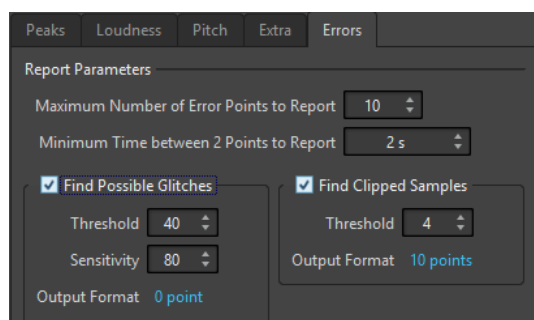 Peaks Loudness Pitch Extra Errors
Report Parameters
Maximum Number of Error Points to Report 10
Minimum Time between 2 Points to Report 2 s
Find Possible Glitches
Threshold 40
Sensitivity 80
Output Format 0 point
Find Clipped Samples
Threshold 4
Output Format 10 points